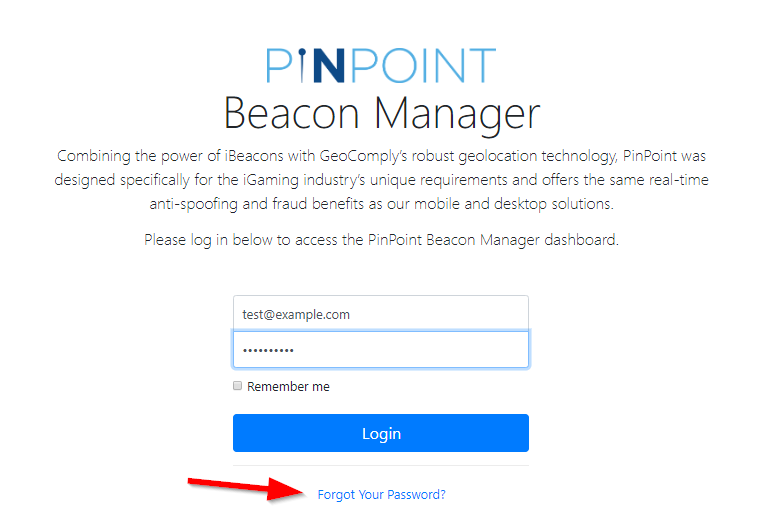 PiNPOINT
Beacon Manager
Combining the power of iBeacons with GeoComply's robust geolocation technology, PinPoint was
designed specifically for the iGaming industry's unique requirements and offers the same real-time
anti-spoofing and fraud benefits as our mobile and desktop solutions.
Please log in below to access the PinPoint Beacon Manager dashboard.
test@example.com
••••••••••
Remember me
Login
Forgot Your Password?